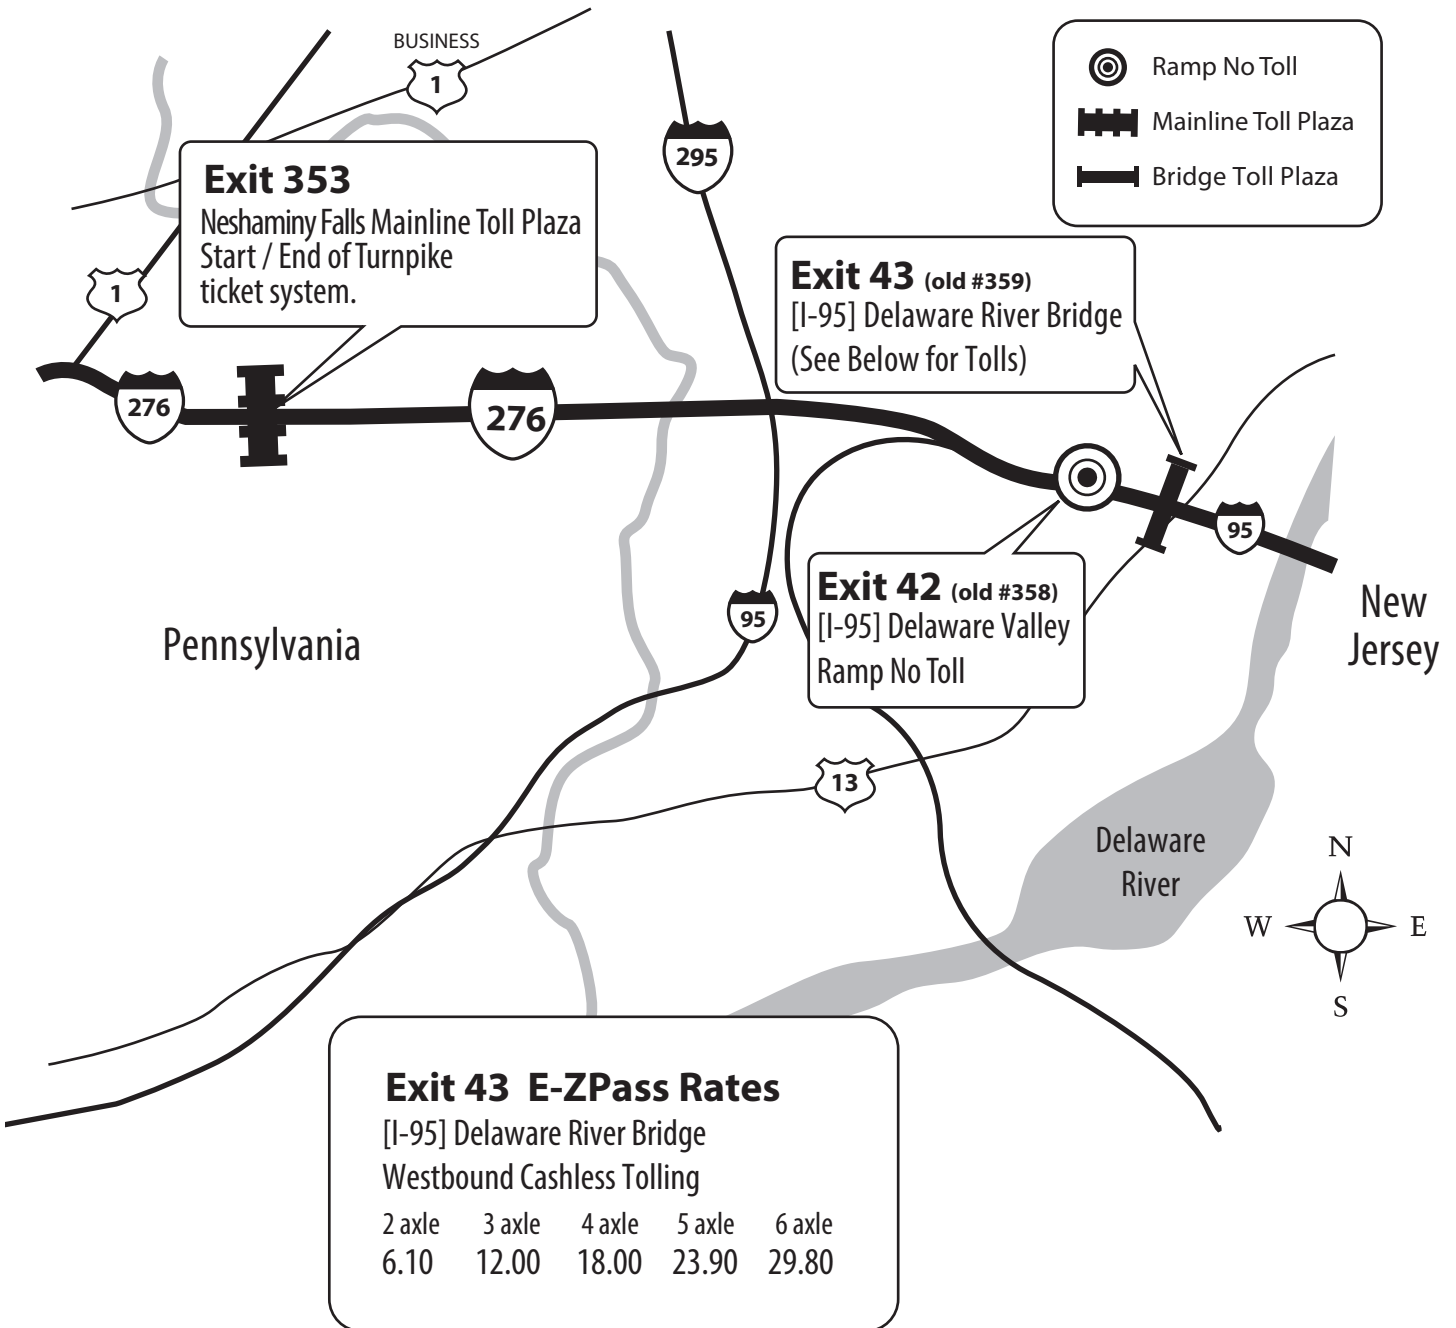 BUSINESS
1
295
Ramp No Toll
Mainline Toll Plaza
Bridge Toll Plaza
Exit 353
Neshaminy Falls Mainline Toll Plaza
Start / End of Turnpike
ticket system.
1
Exit 43 (old #359)
[I-95] Delaware River Bridge
(See Below for Tolls)
276
276
95
Exit 42 (old #358)
[I-95] Delaware Valley
Ramp No Toll
95
Pennsylvania
New
Jersey
13
Delaware
River
N
W E
S
Exit 43 E-ZPass Rates
[I-95] Delaware River Bridge
Westbound Cashless Tolling
2 axle 3 axle 4 axle 5 axle 6 axle
6.10 12.00 18.00 23.90 29.80